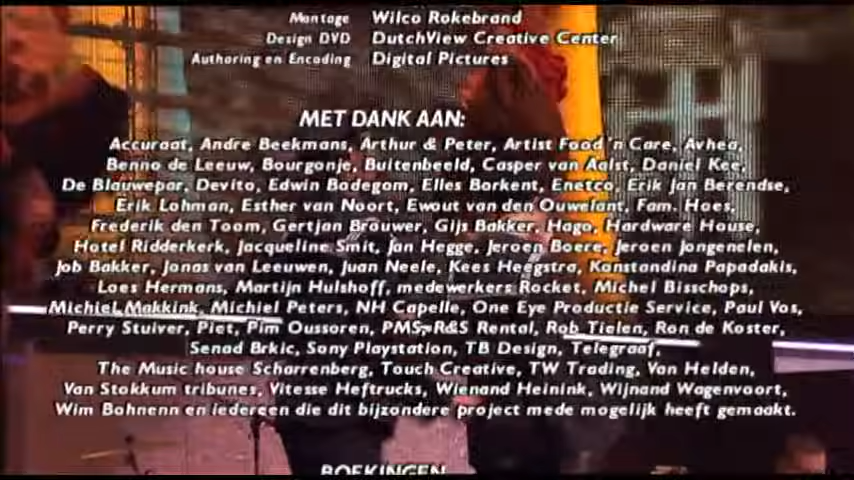 Montage Wilco Rokebrand
Design DVD DutchView Creative Center
Authoring en Encoding Digital Pictures
MET DANK AAN:
Accuraat, Andre Beekmans, Arthur & Peter, Artist Food 'n Care, Avhea,
Benno de Leeuw, Bourgonje, Buitenbeeld, Casper van Aalst, Daniel Kee,
De Blauwepar, Devito, Edwin Bodegom, Elles Borkent, Enetco, Erik Jan Berendse,
Erik Lohman, Esther van Noort, Ewout van den Ouwelant, Fam. Hoes,
Frederik den Toom, Gertjan Brouwer, Gijs Bakker, Hago, Hardware House,
Hotel Ridderkerk, Jacqueline Smit, Jan Hegge, Jeroen Boere, Jeroen Jongenelen,
Job Bakker, Jonas van Leeuwen, Juan Neele, Kees Heegstra, Konstandina Papadakis,
Loes Hermans, Martijn Hulshoff, medewerkers Rocket, Michel Bisschops,
Michiel Makkink, Michiel Peters, NH Capelle, One Eye Productie Service, Paul Vos,
Perry Stuiver, Piet, Pim Oussoren, PMS, R&S Rental, Rob Tielen, Ron de Koster,
Senad Brkic, Sony Playstation, TB Design, Telegraaf,
The Music house Scharrenberg, Touch Creative, TW Trading, Van Helden,
Van Stokkum tribunes, Vitesse Heftrucks, Wienand Heinink, Wijnand Wagenvoort,
Wim Bohnenn en iedereen die dit bijzondere project mede mogelijk heeft gemaakt.
BOEKINGEN